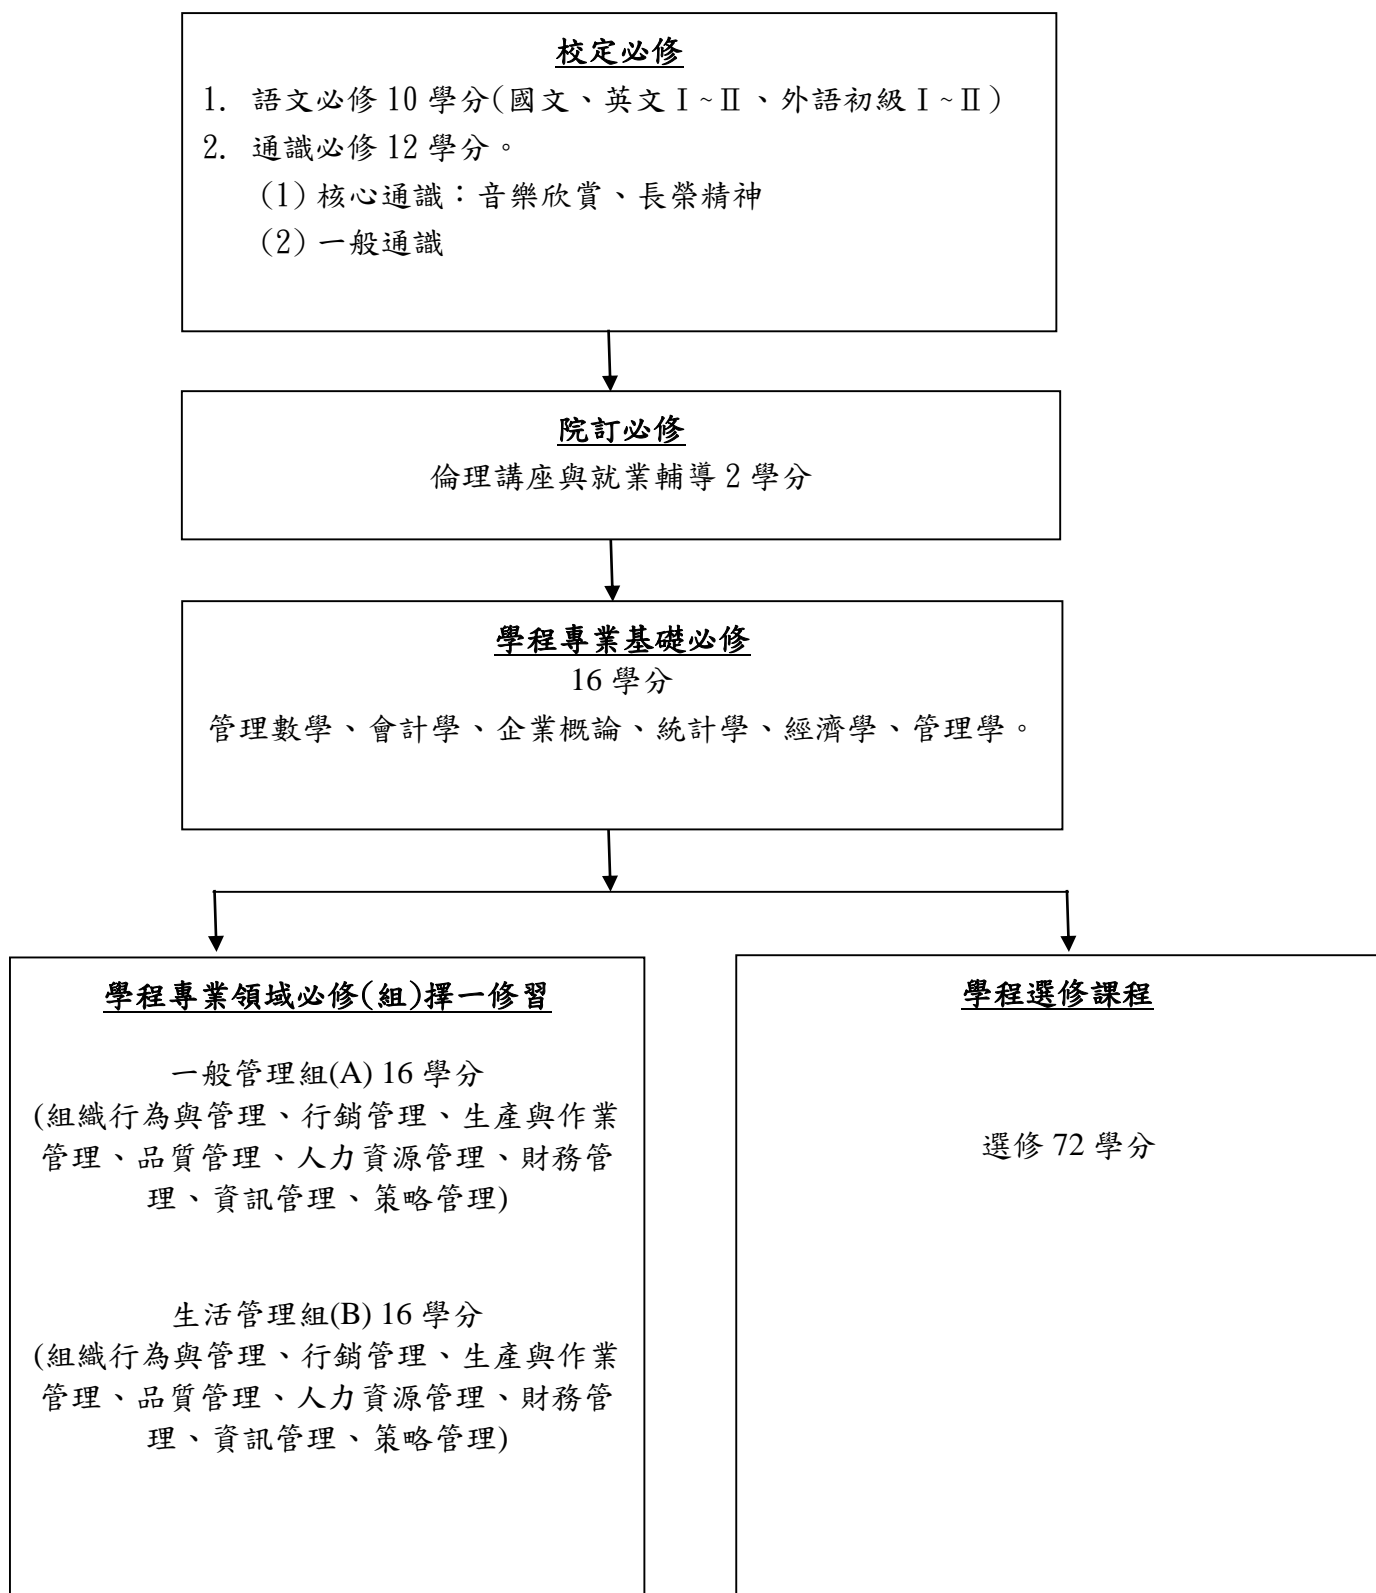 校定必修
1. 語文必修 10 學分(國文、英文Ⅰ~Ⅱ、外語初級Ⅰ~Ⅱ)
2. 通識必修 12 學分。
(1) 核心通識：音樂欣賞、長榮精神
(2) 一般通識
院訂必修
倫理講座與就業輔導 2 學分
學程專業基礎必修
16 學分
管理數學、會計學、企業概論、統計學、經濟學、管理學。
學程專業領域必修(組)擇一修習
一般管理組(A) 16 學分
(組織行為與管理、行銷管理、生產與作業
管理、品質管理、人力資源管理、財務管
理、資訊管理、策略管理)
生活管理組(B) 16 學分
(組織行為與管理、行銷管理、生產與作業
管理、品質管理、人力資源管理、財務管
理、資訊管理、策略管理)
學程選修課程
選修 72 學分